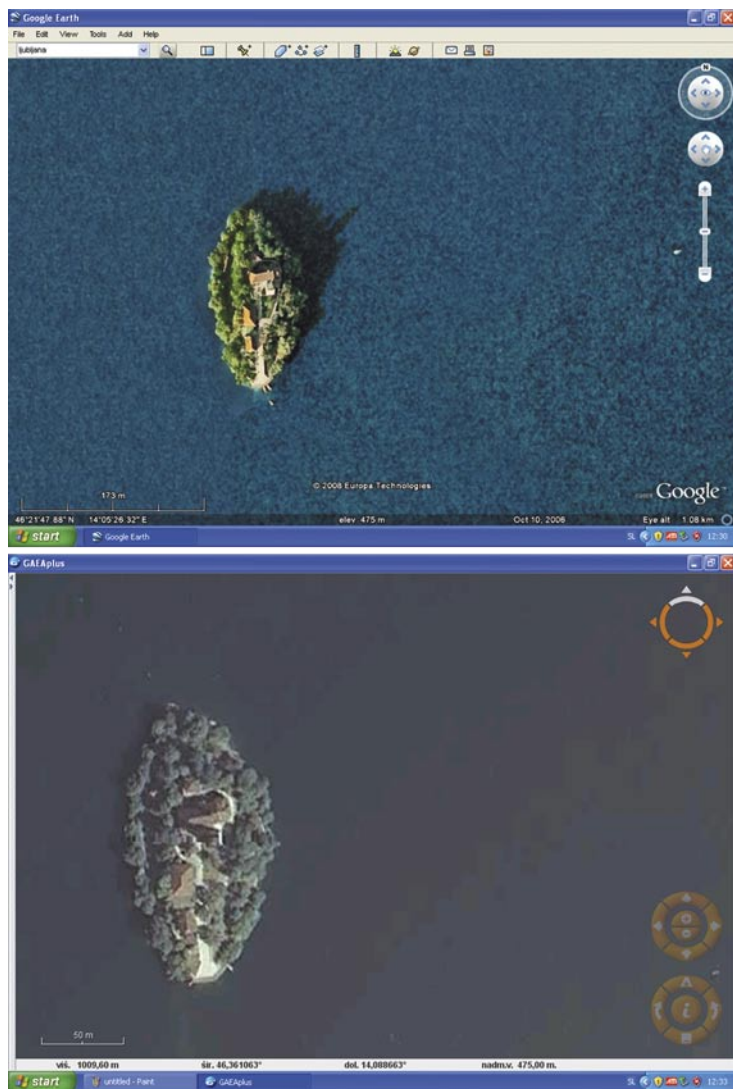 Google Earth
File Edit View Tools Add Help
ljubljana
N
173 m
© 2008 Europa Technologies
Google
46°21'47.88" N 14°05'26.32" E elev 475 m Oct 10, 2006 Eye alt 1.08 km
start Google Earth SL 12:30
GAEAplus
50 m
i
viš. 1009,60 m šir. 46,361063° dol. 14,088663° nadm.v. 475,00 m.
start untitled - Paint GAEAplus SL 12:33